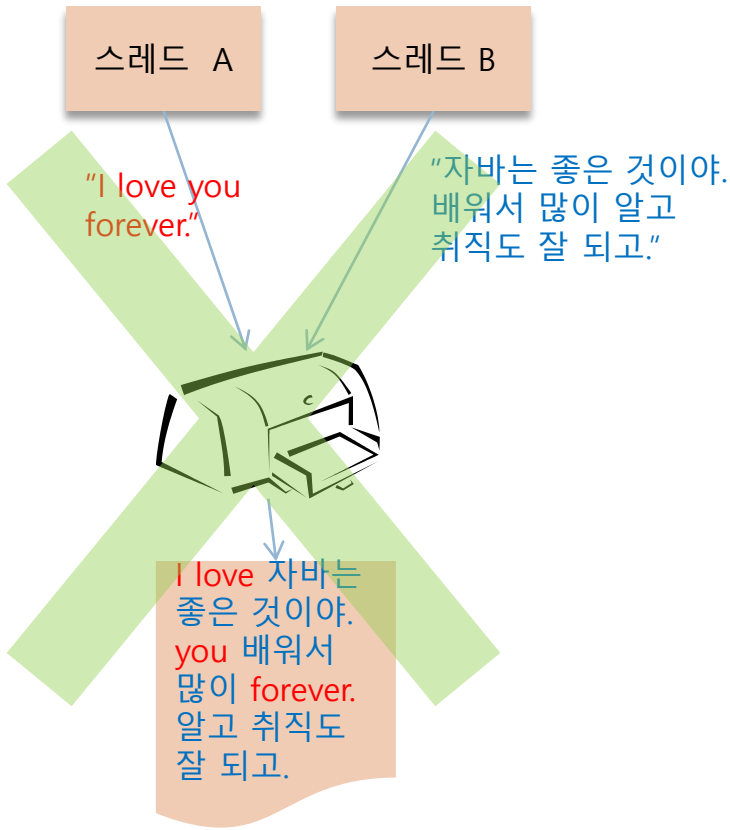 스레드 A
스레드 B
"I love you
forever."
"자바는 좋은 것이야.
배워서 많이 알고
취직도 잘 되고."
I love 자바는
좋은 것이야.
you 배워서
많이 forever.
알고 취직도
잘 되고.